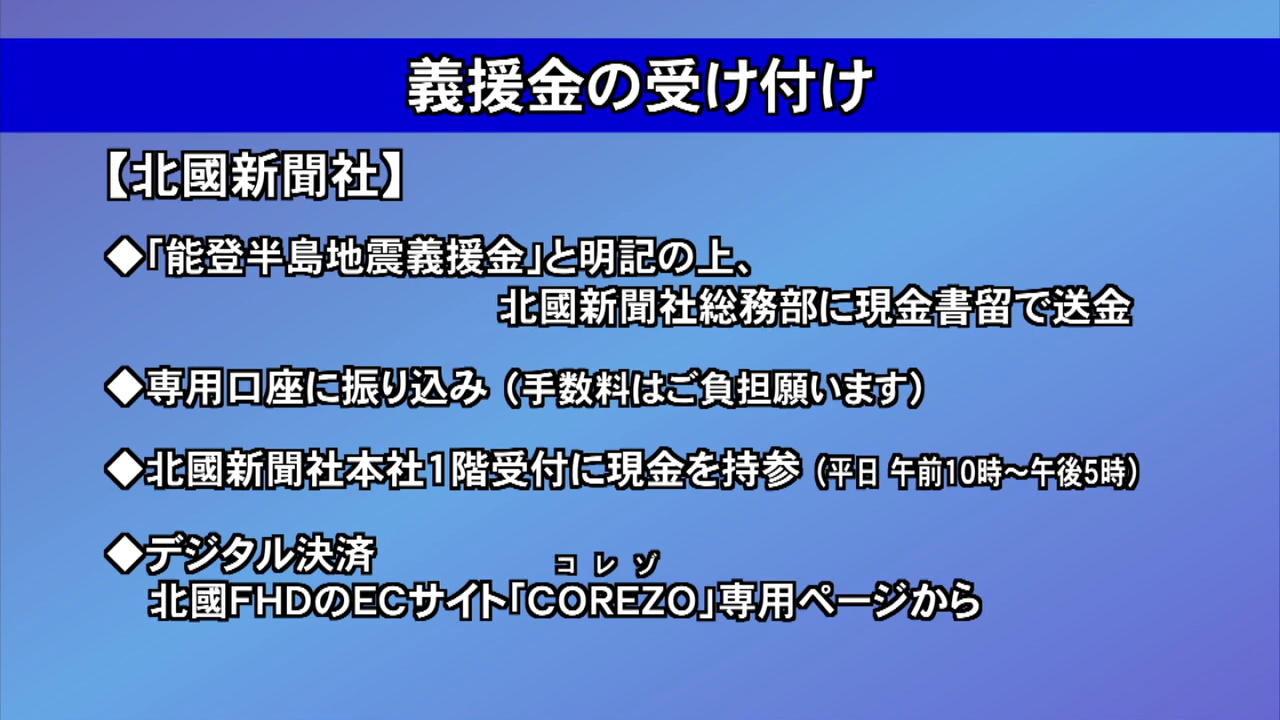 義援金の受け付け
【北國新聞社】
◆「能登半島地震義援金」と明記の上、
北國新聞社総務部に現金書留で送金
◆専用口座に振り込み（手数料はご負担願います）
◆北國新聞社本社1階受付に現金を持参（平日 午前10時～午後5時）
◆デジタル決済
コレゾ
北國FHDのECサイト「COREZO」専用ページから